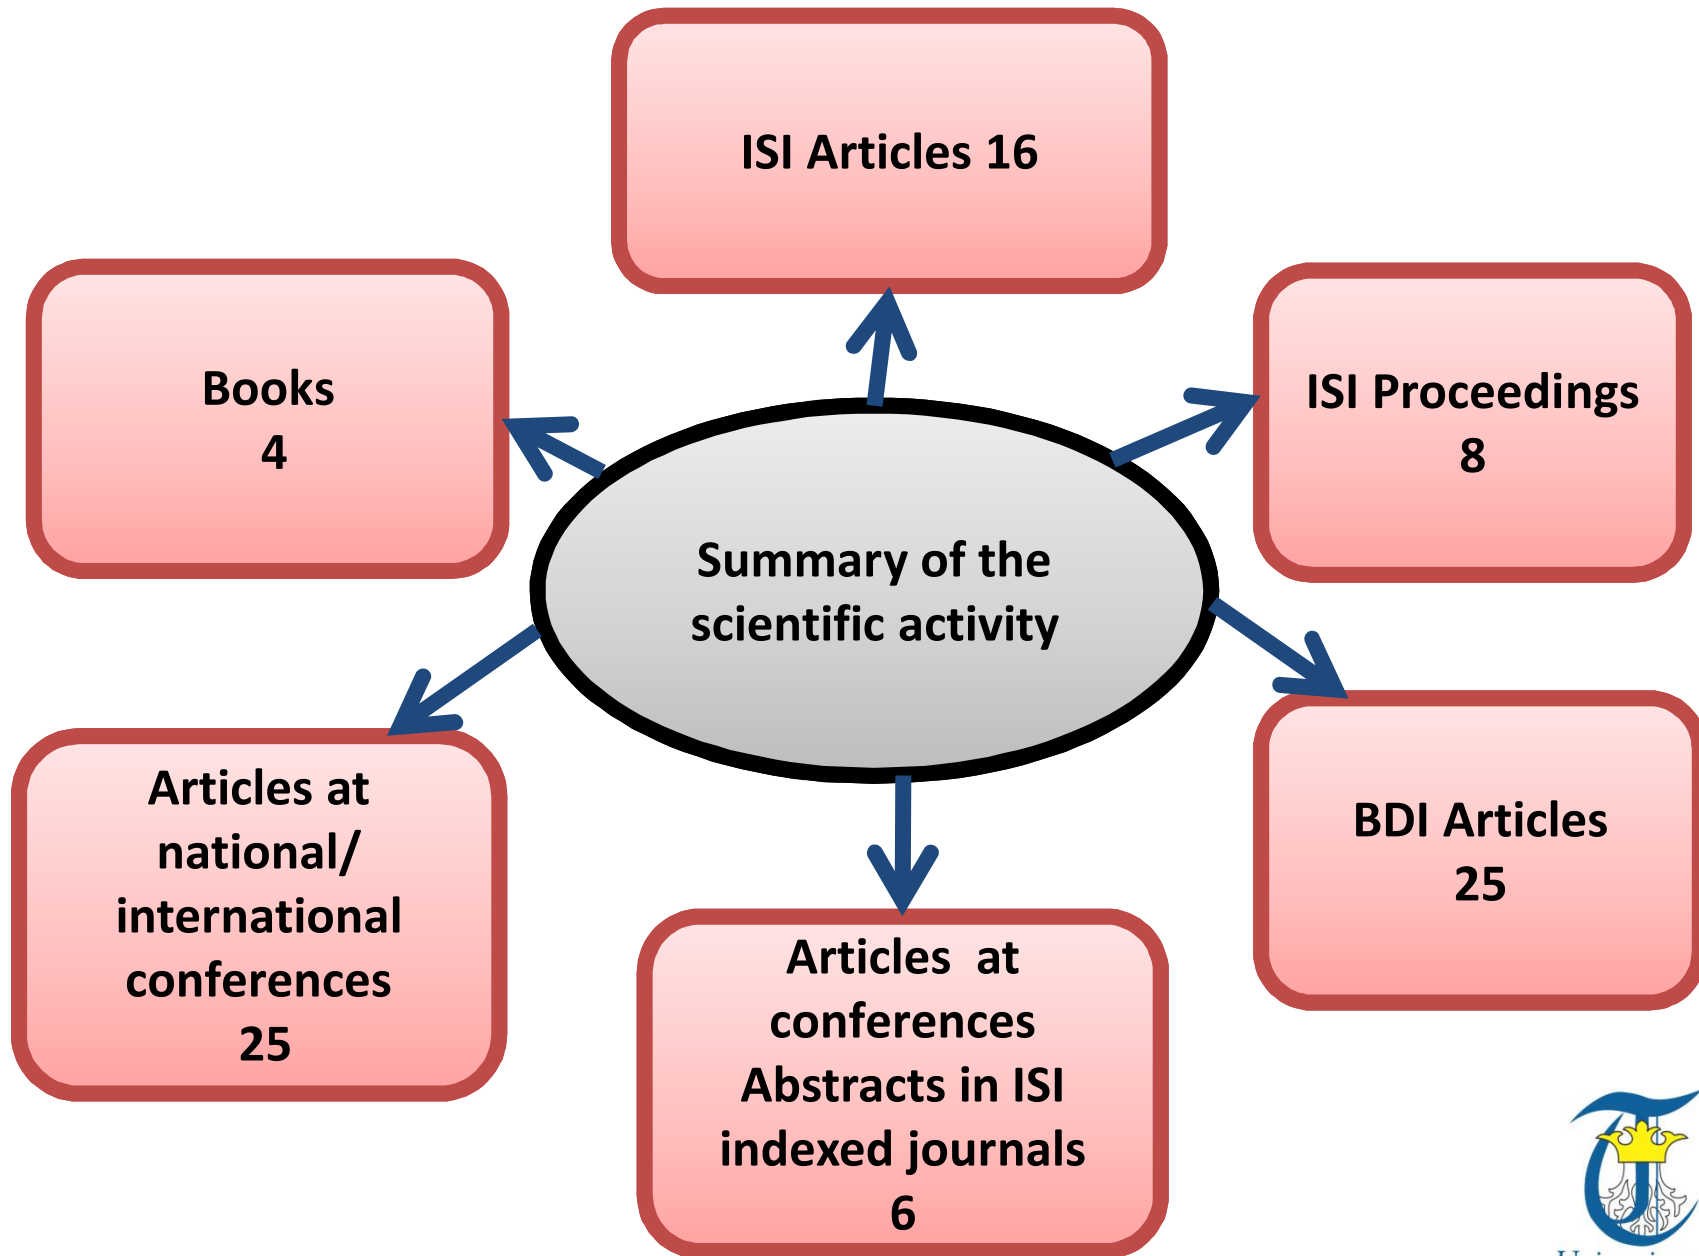 ISI Articles 16
Books
4
ISI Proceedings
8
Summary of the
scientific activity
Articles at
national/
international
conferences
25
BDI Articles
25
Articles at
conferences
Abstracts in ISI
indexed journals
6